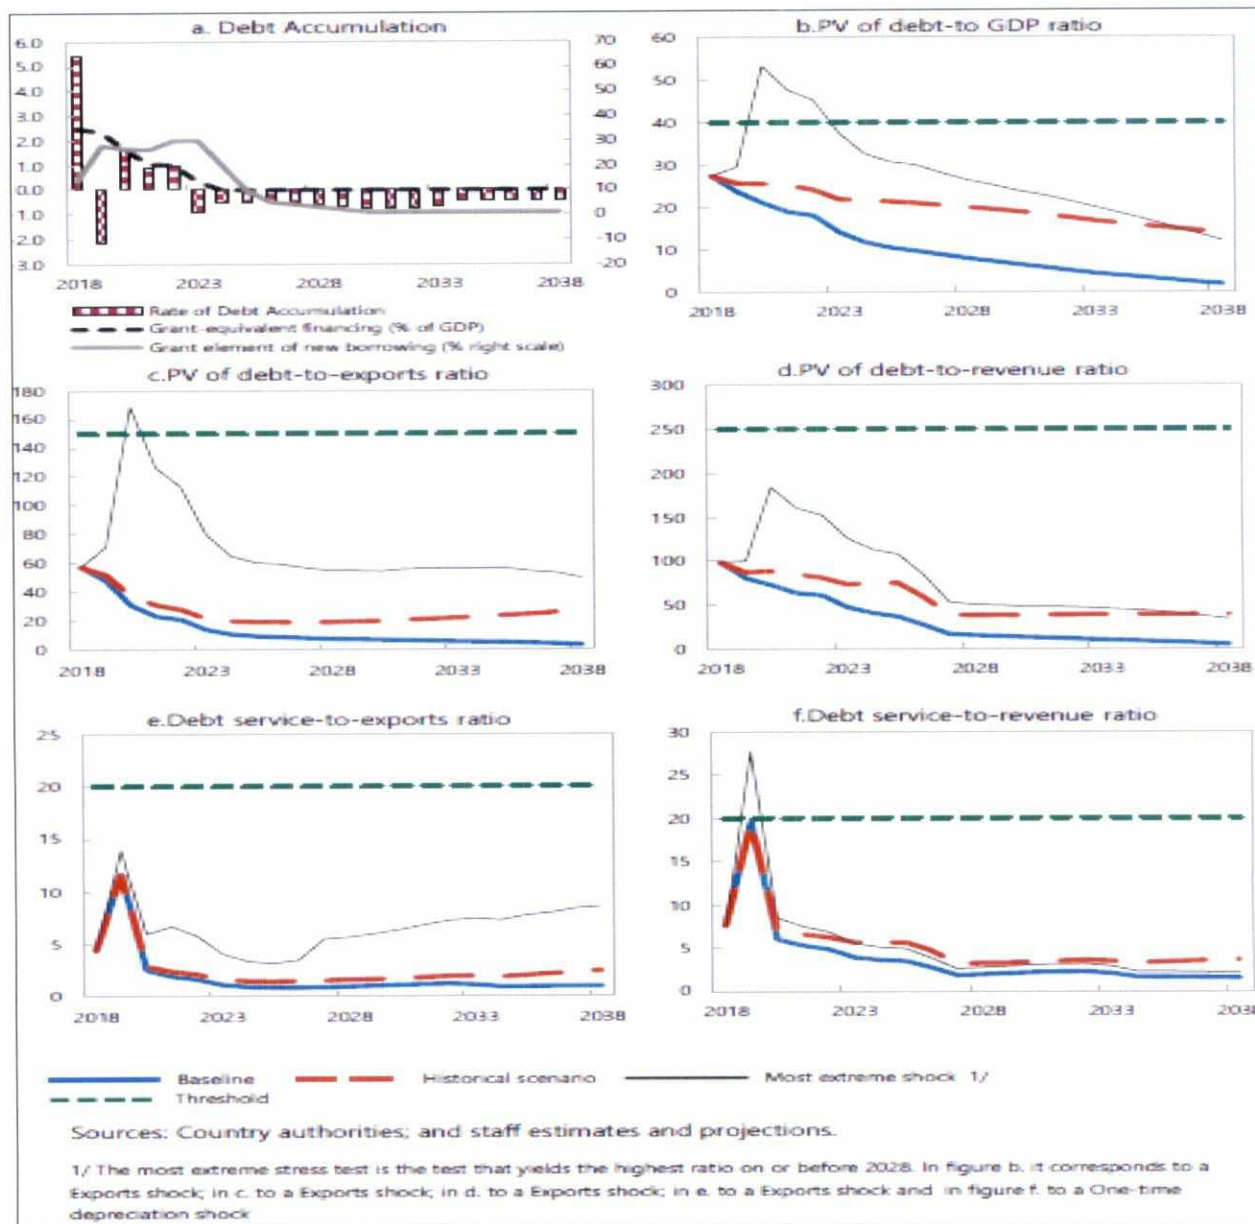 a. Debt Accumulation
6.0
5.0
4.0
3.0
2.0
1.0
0.0
1.0
2.0
3.0
70
60
50
40
30
20
10
0
-10
-20
2018 2023 2028 2033 2038
Rate of Debt Accumulation
Grant-equivalent financing (% of GDP)
Grant element of new borrowing (% right scale)
b.PV of debt-to GDP ratio
60
50
40
30
20
10
0
2018 2023 2028 2033 2038
c.PV of debt-to-exports ratio
180
160
140
120
100
80
60
40
20
0
2018 2023 2028 2033 2038
d.PV of debt-to-revenue ratio
300
250
200
150
100
50
0
2018 2023 2028 2033 2038
e.Debt service-to-exports ratio
25
20
15
10
5
0
2018 2023 2028 2033 2038
f.Debt service-to-revenue ratio
30
25
20
15
10
5
0
2018 2023 2028 2033 2038
Baseline Historical scenario Most extreme shock 1/
Threshold
Sources: Country authorities; and staff estimates and projections.
1/ The most extreme stress test is the test that yields the highest ratio on or before 2028. In figure b. it corresponds to a
Exports shock; in c. to a Exports shock; in d. to a Exports shock; in e. to a Exports shock and in figure f. to a One-time
depreciation shock